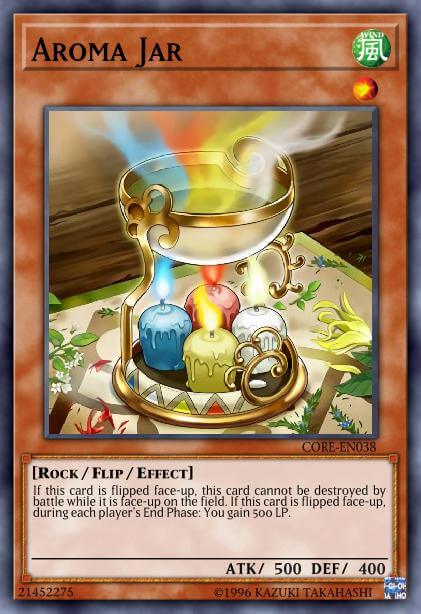 Aroma Jar
WIND
風
CORE-EN038
[Rock / Flip / Effect]
If this card is flipped face-up, this card cannot be destroyed by
battle while it is face-up on the field. If this card is flipped face-up,
during each player's End Phase: You gain 500 LP.
ATK/ 500 DEF/ 400
21452275
©1996 KAZUKI TAKAHASHI